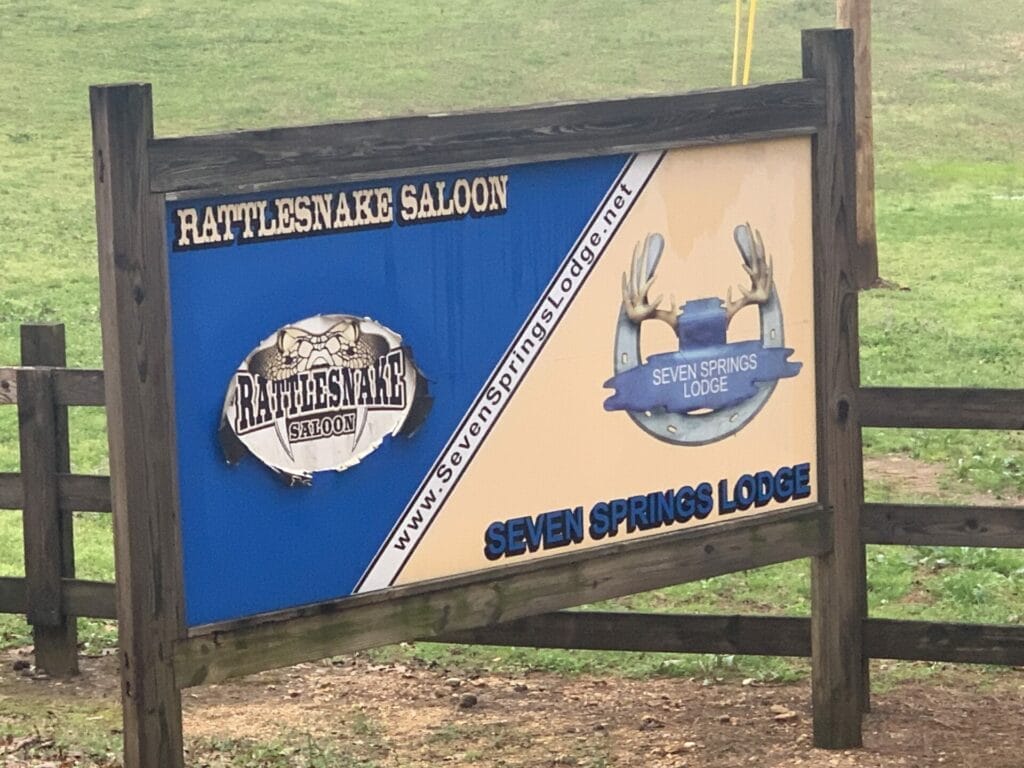 RATTLESNAKE SALOON
RATTLESNAKE
SALOON
www.SevenSpringsLodge.net
SEVEN SPRINGS
LODGE
SEVEN SPRINGS LODGE